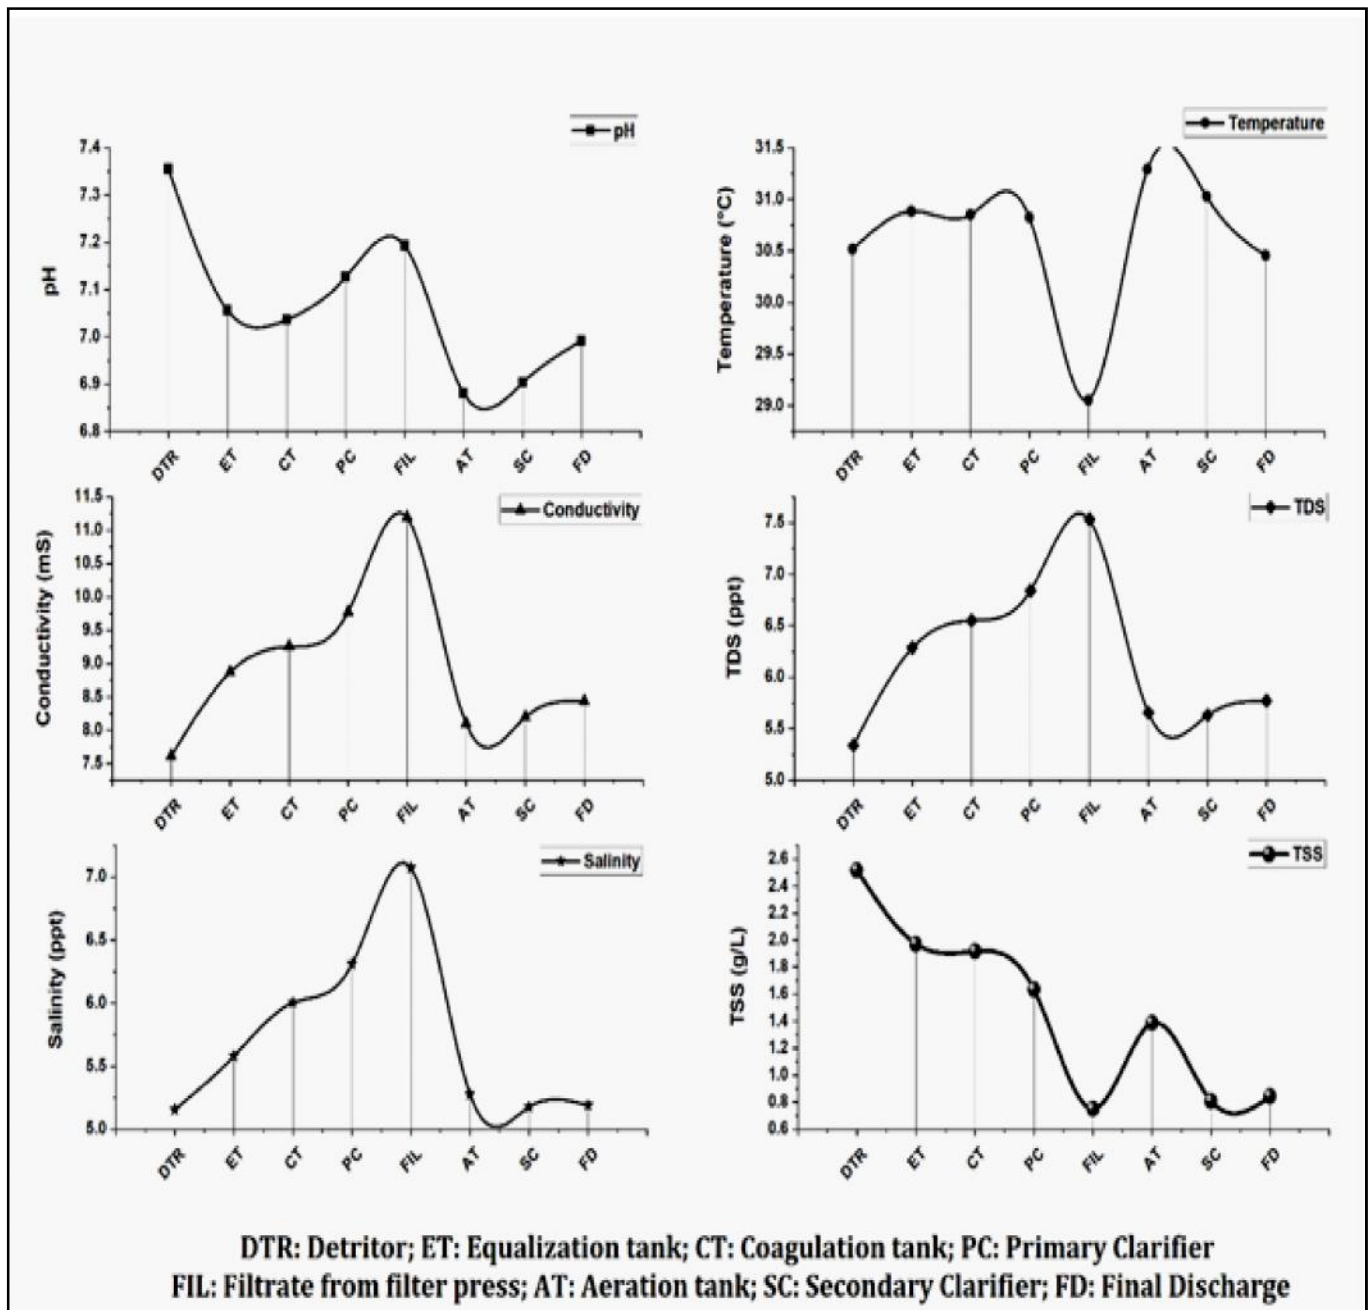 pH
7.4
7.3
7.2
7.1
7.0
6.9
6.8
pH
DTR ET CT PC FIL AT SC FD
Temperature
31.5
31.0
30.5
30.0
29.5
29.0
Temperature (°C)
DTR ET CT PC FIL AT SC FD
Conductivity
11.5
11.0
10.5
10.0
9.5
9.0
8.5
8.0
7.5
Conductivity (mS)
DTR ET CT PC FIL AT SC FD
TDS
7.5
7.0
6.5
6.0
5.5
5.0
TDS (ppt)
DTR ET CT PC FIL AT SC FD
Salinity
7.0
6.5
6.0
5.5
5.0
Salinity (ppt)
DTR ET CT PC FIL AT SC FD
TSS
2.6
2.4
2.2
2.0
1.8
1.6
1.4
1.2
1.0
0.8
0.6
TSS (g/L)
DTR ET CT PC FIL AT SC FD
DTR: Detritor; ET: Equalization tank; CT: Coagulation tank; PC: Primary Clarifier
FIL: Filtrate from filter press; AT: Aeration tank; SC: Secondary Clarifier; FD: Final Discharge